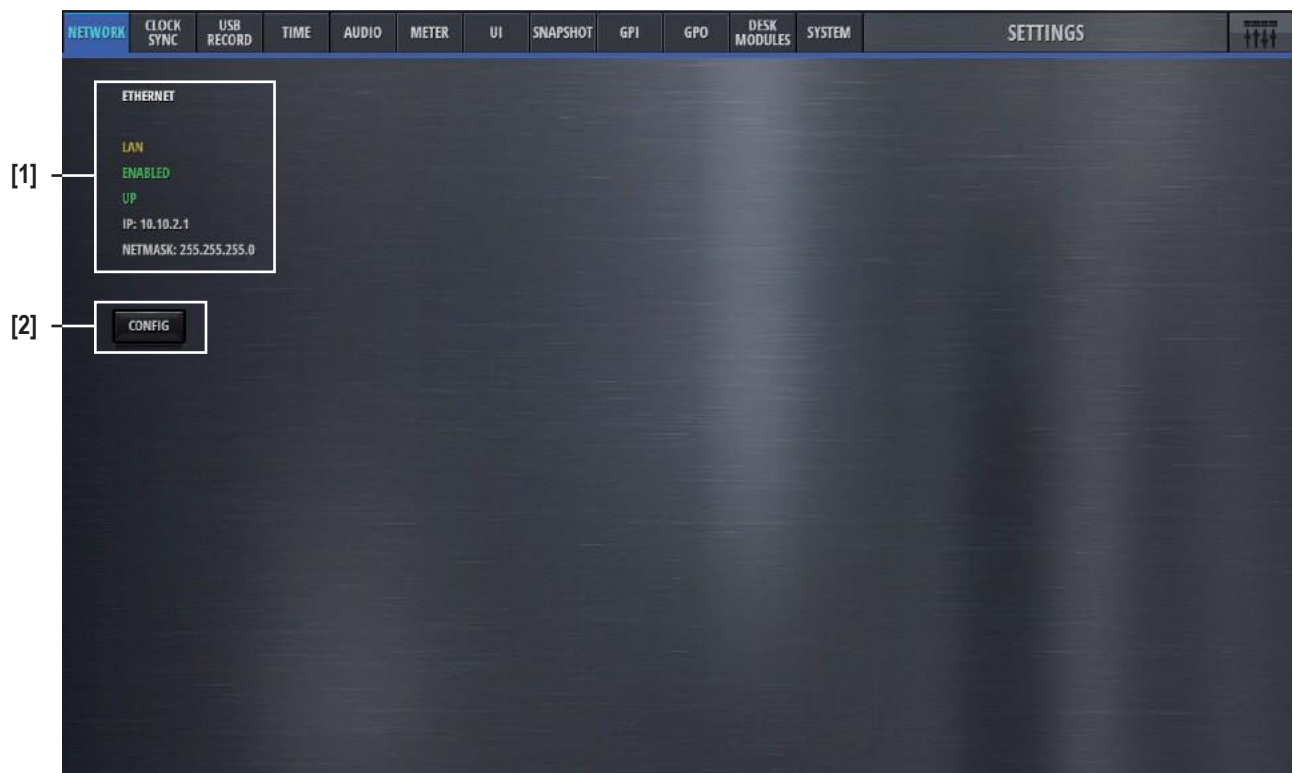 NETWORK CLOCK SYNC USB RECORD TIME AUDIO METER UI SNAPSHOT GPI GPO DESK MODULES SYSTEM SETTINGS
ETHERNET
LAN
[1]
ENABLED
UP
IP: 10.10.2.1
NETMASK: 255.255.255.0
[2]
CONFIG